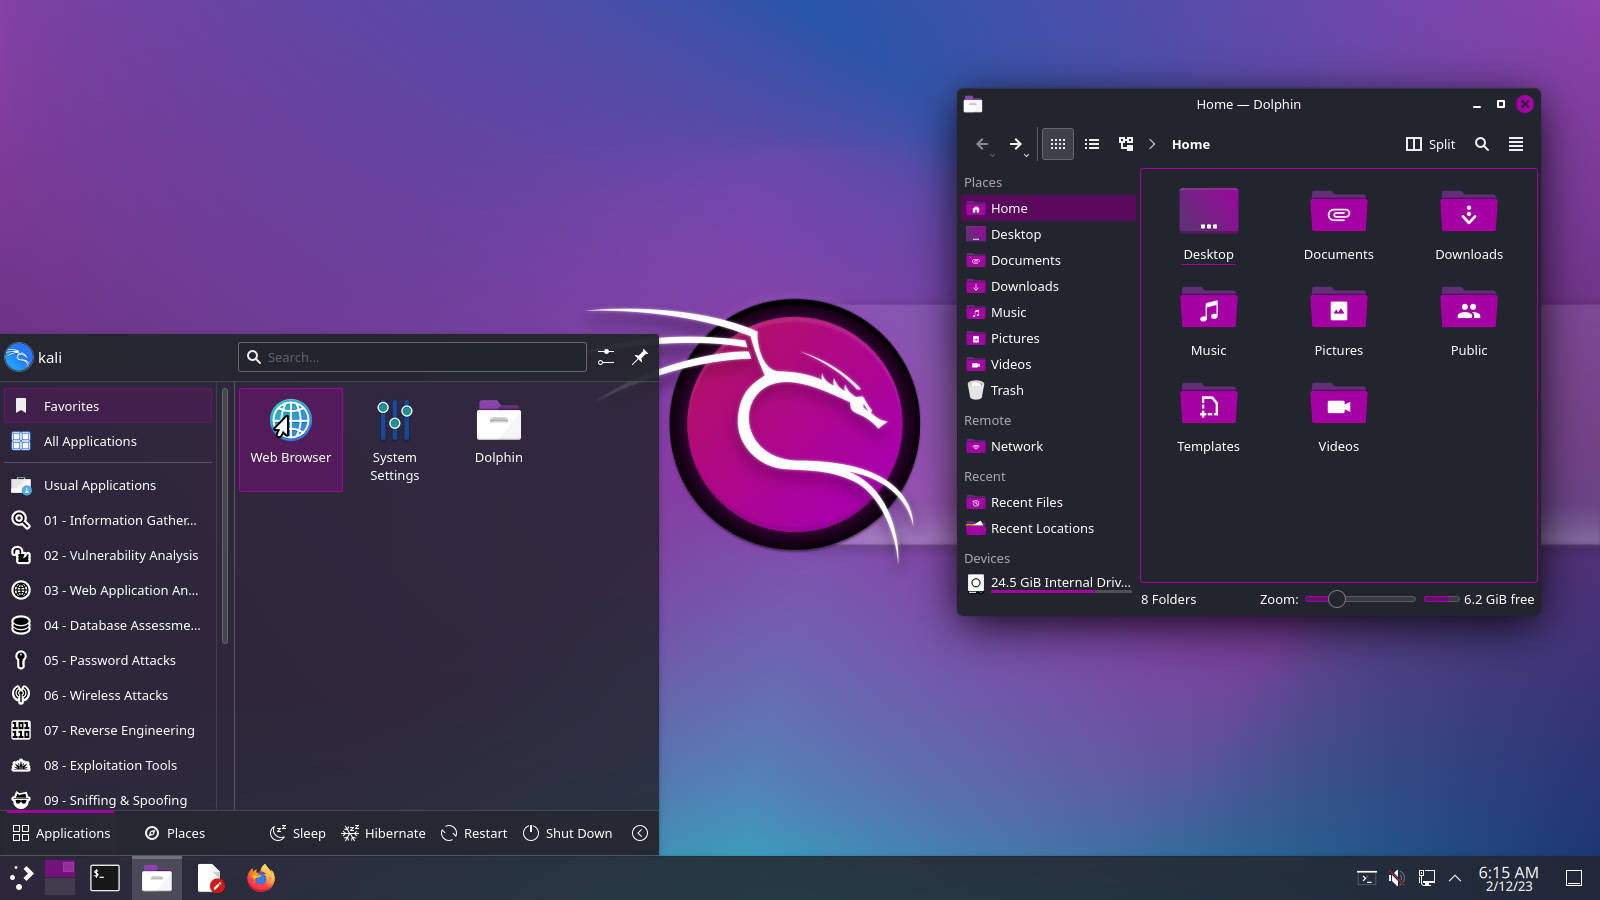 Home — Dolphin
Home
Split
Places
Home
Desktop
Documents
Downloads
Music
Pictures
Videos
Trash
Remote
Network
Recent
Recent Files
Recent Locations
Devices
24.5 GiB Internal Driv...
Desktop
Documents
Downloads
Music
Pictures
Public
Templates
Videos
8 Folders
Zoom:
6.2 GiB free
kali
Search...
Favorites
All Applications
Usual Applications
01 - Information Gather...
02 - Vulnerability Analysis
03 - Web Application An...
04 - Database Assessme...
05 - Password Attacks
06 - Wireless Attacks
07 - Reverse Engineering
08 - Exploitation Tools
09 - Sniffing & Spoofing
Web Browser
System
Settings
Dolphin
Applications
Places
Sleep
Hibernate
Restart
Shut Down
$_
6:15 AM
2/12/23